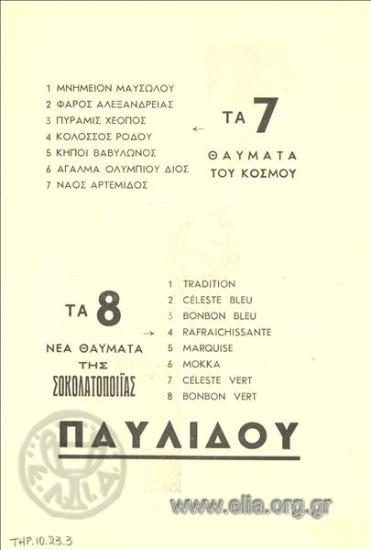 1 ΜΝΗΜΕΙΟΝ ΜΑΥΣΩΛΟΥ
2 ΦΑΡΟΣ ΑΛΕΞΑΝΔΡΕΙΑΣ
3 ΠΥΡΑΜΙΣ ΧΕΟΠΟΣ
4 ΚΟΛΟΣΣΟΣ ΡΟΔΟΥ
5 ΚΗΠΟΙ ΒΑΒΥΛΩΝΟΣ
6 ΑΓΑΛΜΑ ΟΛΥΜΠΙΟΥ ΔΙΟΣ
7 ΝΑΟΣ ΑΡΤΕΜΙΔΟΣ
← ΤΑ 7
ΘΑΥΜΑΤΑ
ΤΟΥ ΚΟΣΜΟΥ
ΤΑ 8
ΝΕΑ ΘΑΥΜΑΤΑ →
ΤΗΣ
ΣΟΚΟΛΑΤΟΠΟΙΪΑΣ
1 TRADITION
2 CÉLESTE BLEU
3 BONBON BLEU
4 RAFRAICHISSANTE
5 MARQUISE
6 MOKKA
7 CÉLESTE VERT
8 BONBON VERT
ΠΑΥΛΙΔΟΥ
www.elia.org.gr
ΤΗΡ.10.23.3